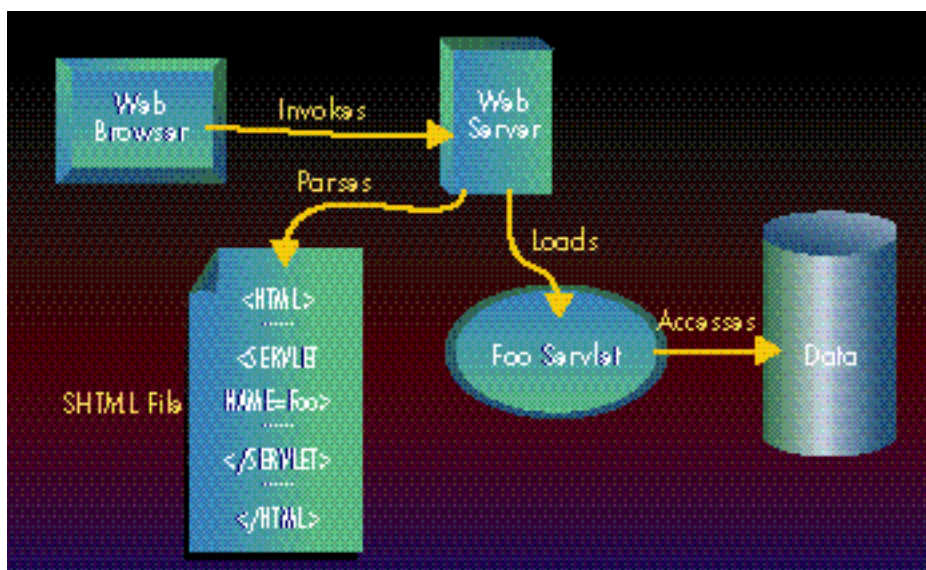 Web
Browser
Invokes
Web
Server
Parses
Loads
<HTML>
......
<SERVLET
NAME=Foo>
......
</SERVLET>
......
</HTML>
SHTML File
Foo Servlet
Accesses
Data